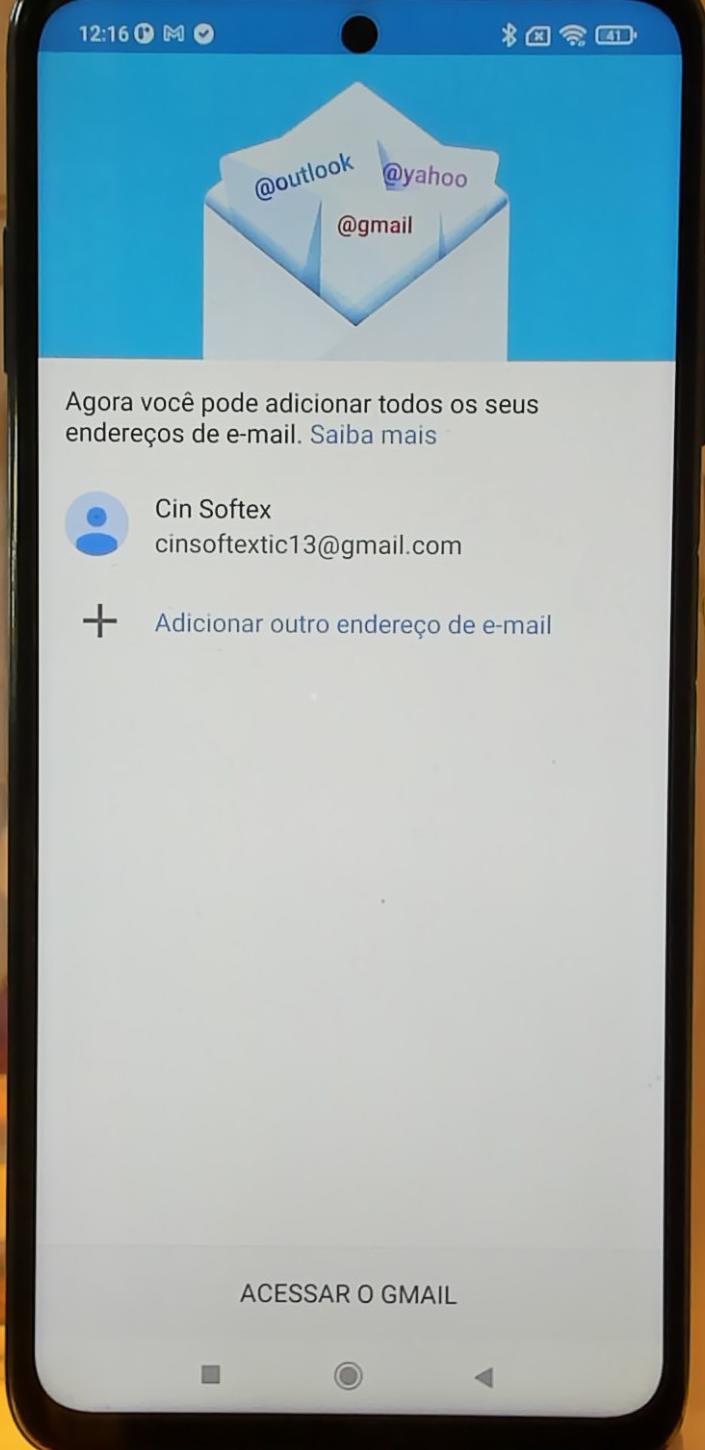 12:16
41
@outlook @yahoo
@gmail
Agora você pode adicionar todos os seus
endereços de e-mail. Saiba mais
Cin Softex
cinsoftextic13@gmail.com
Adicionar outro endereço de e-mail
ACESSAR O GMAIL